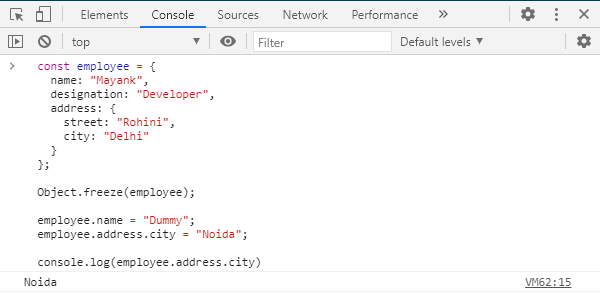 Elements Console Sources Network Performance »
top Filter Default levels
> const employee = {
name: "Mayank",
designation: "Developer",
address: {
street: "Rohini",
city: "Delhi"
}
};
Object.freeze(employee);
employee.name = "Dummy";
employee.address.city = "Noida";
console.log(employee.address.city)
Noida VM62:15